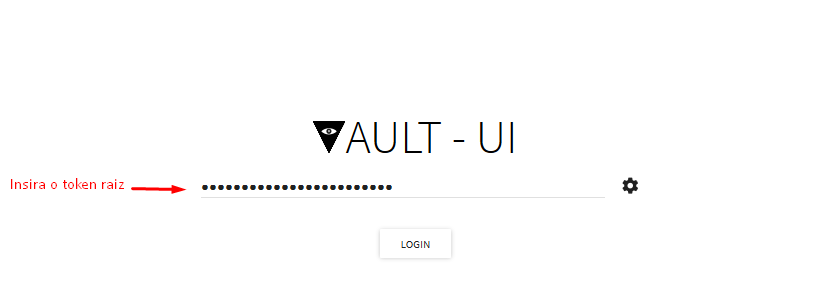 VAULT - UI
Insira o token raiz
LOGIN